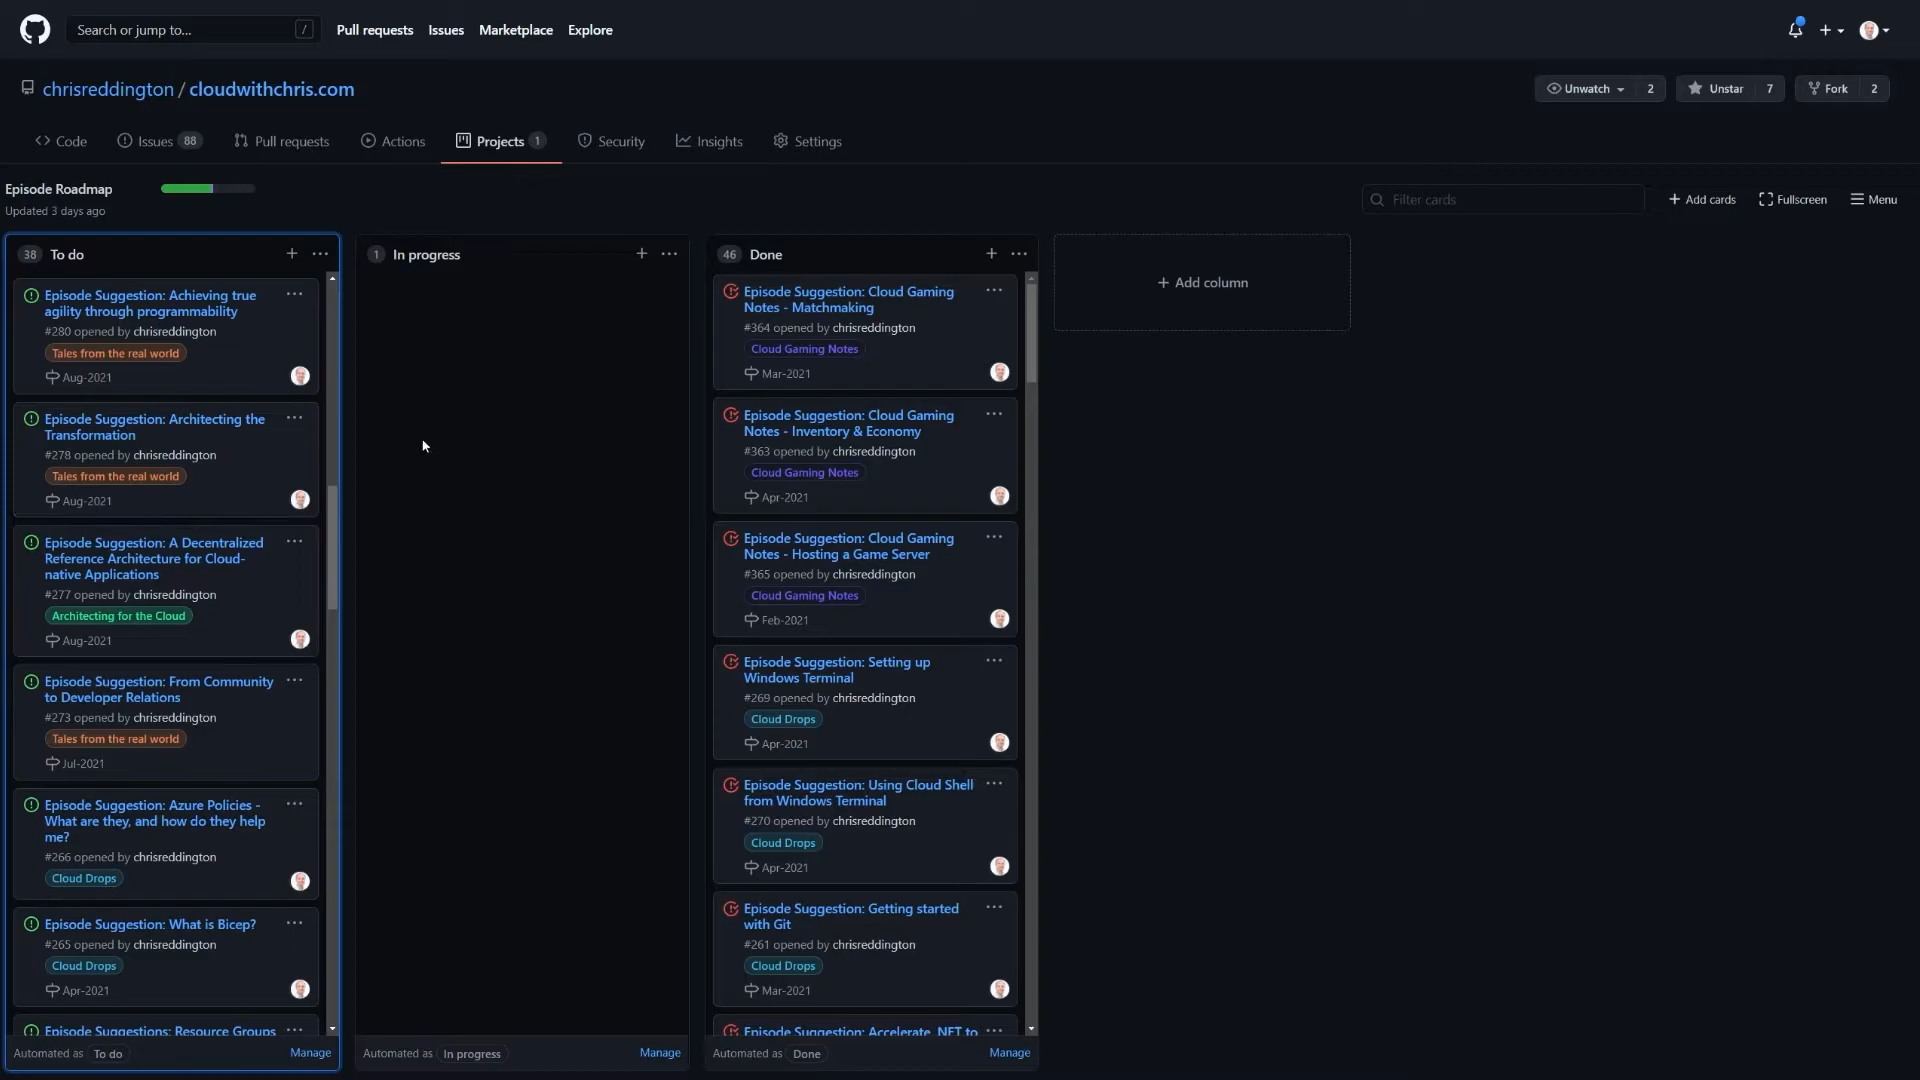 Search or jump to... /
Pull requests Issues Marketplace Explore
chrisreddington / cloudwithchris.com
Unwatch 2 Unstar 7 Fork 2
Code Issues 88 Pull requests Actions Projects 1 Security Insights Settings
Episode Roadmap
Updated 3 days ago
Filter cards
Add cards Fullscreen Menu
38 To do
Episode Suggestion: Achieving true
agility through programmability
#280 opened by chrisreddington
Tales from the real world
Aug-2021
Episode Suggestion: Architecting the
Transformation
#278 opened by chrisreddington
Tales from the real world
Aug-2021
Episode Suggestion: A Decentralized
Reference Architecture for Cloud-
native Applications
#277 opened by chrisreddington
Architecting for the Cloud
Aug-2021
Episode Suggestion: From Community
to Developer Relations
#273 opened by chrisreddington
Tales from the real world
Jul-2021
Episode Suggestion: Azure Policies -
What are they, and how do they help
me?
#266 opened by chrisreddington
Cloud Drops
Episode Suggestion: What is Bicep?
#265 opened by chrisreddington
Cloud Drops
Apr-2021
Episode Suggestions: Resource Groups
Automated as To do Manage
1 In progress
Automated as In progress Manage
46 Done
Episode Suggestion: Cloud Gaming
Notes - Matchmaking
#364 opened by chrisreddington
Cloud Gaming Notes
Mar-2021
Episode Suggestion: Cloud Gaming
Notes - Inventory & Economy
#363 opened by chrisreddington
Cloud Gaming Notes
Apr-2021
Episode Suggestion: Cloud Gaming
Notes - Hosting a Game Server
#365 opened by chrisreddington
Cloud Gaming Notes
Feb-2021
Episode Suggestion: Setting up
Windows Terminal
#269 opened by chrisreddington
Cloud Drops
Apr-2021
Episode Suggestion: Using Cloud Shell
from Windows Terminal
#270 opened by chrisreddington
Cloud Drops
Apr-2021
Episode Suggestion: Getting started
with Git
#261 opened by chrisreddington
Cloud Drops
Mar-2021
Episode Suggestion: Accelerate .NET to
Automated as Done Manage
Add column